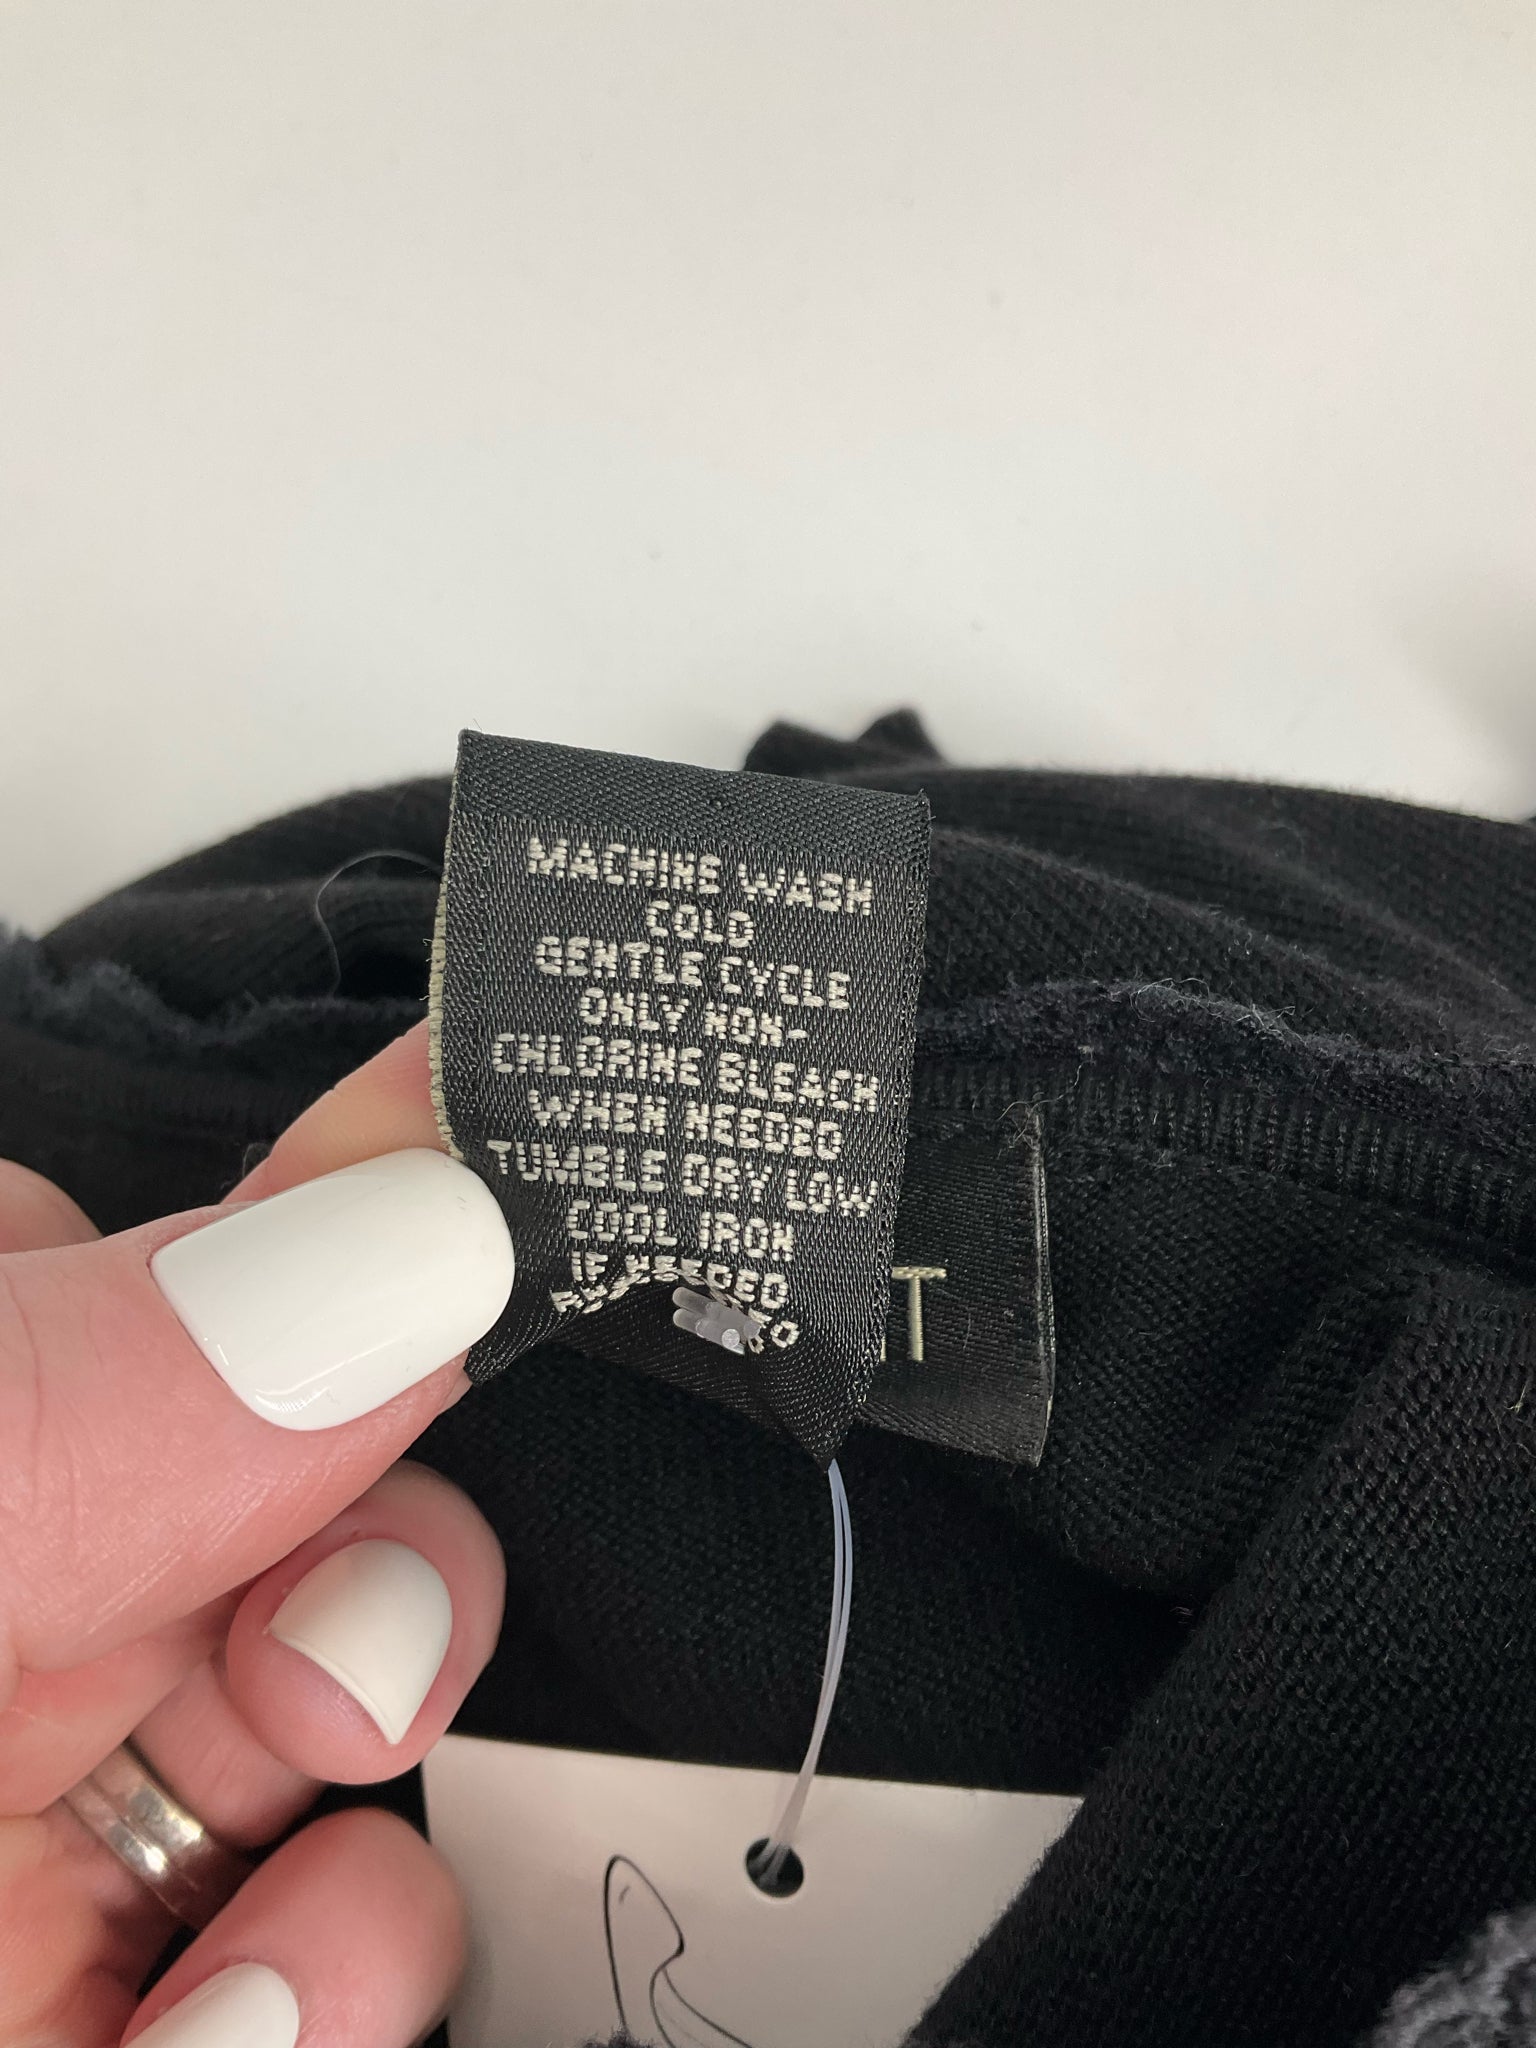 MACHINE WASH
COLD
GENTLE CYCLE
ONLY NON-
CHLORINE BLEACH
WHEN NEEDED
TUMBLE DRY LOW
COOL IRON
IF NEEDED
T